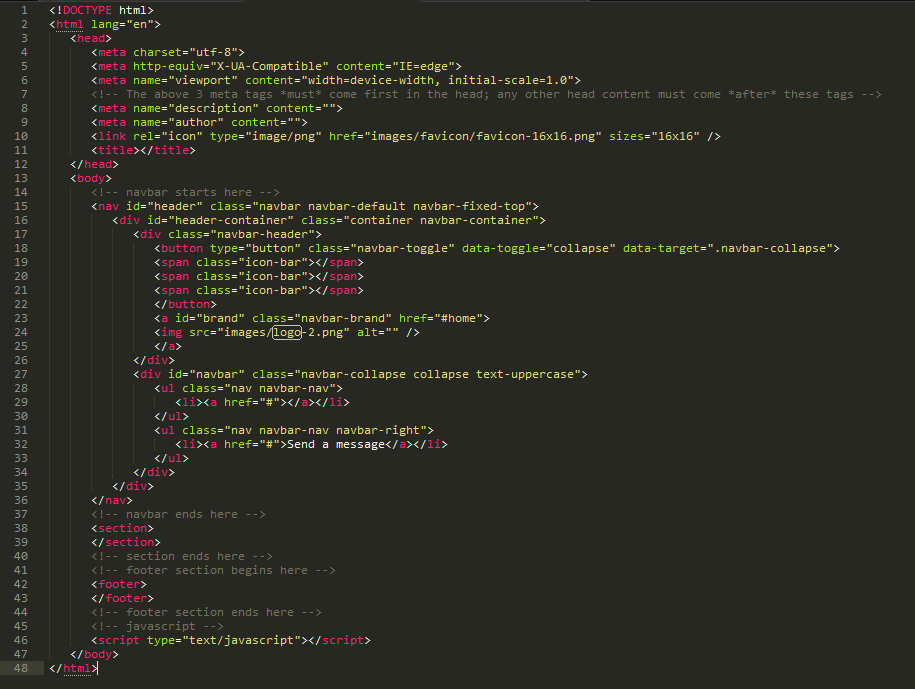 1 <!DOCTYPE html>
2 <html lang="en">
3 <head>
4 <meta charset="utf-8">
5 <meta http-equiv="X-UA-Compatible" content="IE=edge">
6 <meta name="viewport" content="width=device-width, initial-scale=1.0">
7 <!-- The above 3 meta tags *must* come first in the head; any other head content must come *after* these tags -->
8 <meta name="description" content="">
9 <meta name="author" content="">
10 <link rel="icon" type="image/png" href="images/favicon/favicon-16x16.png" sizes="16x16" />
11 <title></title>
12 </head>
13 <body>
14 <!-- navbar starts here -->
15 <nav id="header" class="navbar navbar-default navbar-fixed-top">
16 <div id="header-container" class="container navbar-container">
17 <div class="navbar-header">
18 <button type="button" class="navbar-toggle" data-toggle="collapse" data-target=".navbar-collapse">
19 <span class="icon-bar"></span>
20 <span class="icon-bar"></span>
21 <span class="icon-bar"></span>
22 </button>
23 <a id="brand" class="navbar-brand" href="#home">
24 <img src="images/logo-2.png" alt="" />
25 </a>
26 </div>
27 <div id="navbar" class="navbar-collapse collapse text-uppercase">
28 <ul class="nav navbar-nav">
29 <li><a href="#"></a></li>
30 </ul>
31 <ul class="nav navbar-nav navbar-right">
32 <li><a href="#">Send a message</a></li>
33 </ul>
34 </div>
35 </div>
36 </nav>
37 <!-- navbar ends here -->
38 <section>
39 </section>
40 <!-- section ends here -->
41 <!-- footer section begins here -->
42 <footer>
43 </footer>
44 <!-- footer section ends here -->
45 <!-- javascript -->
46 <script type="text/javascript"></script>
47 </body>
48 </html>